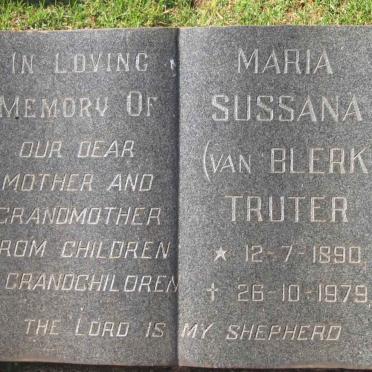 IN LOVING
MEMORY OF
OUR DEAR
MOTHER AND
GRANDMOTHER
FROM CHILDREN
GRANDCHILDREN
MARIA
SUSSANA
(VAN BLERK
TRUTER
★ 12-7-1890
✝ 26-10-1979
THE LORD IS MY SHEPHERD